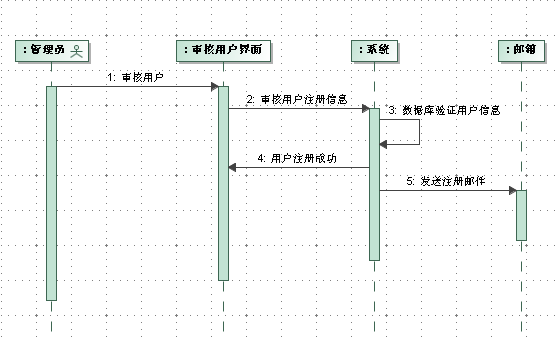 : 管理员
: 审核用户界面
: 系统
: 邮箱
1: 审核用户
2: 审核用户注册信息
3: 数据库验证用户信息
4: 用户注册成功
5: 发送注册邮件